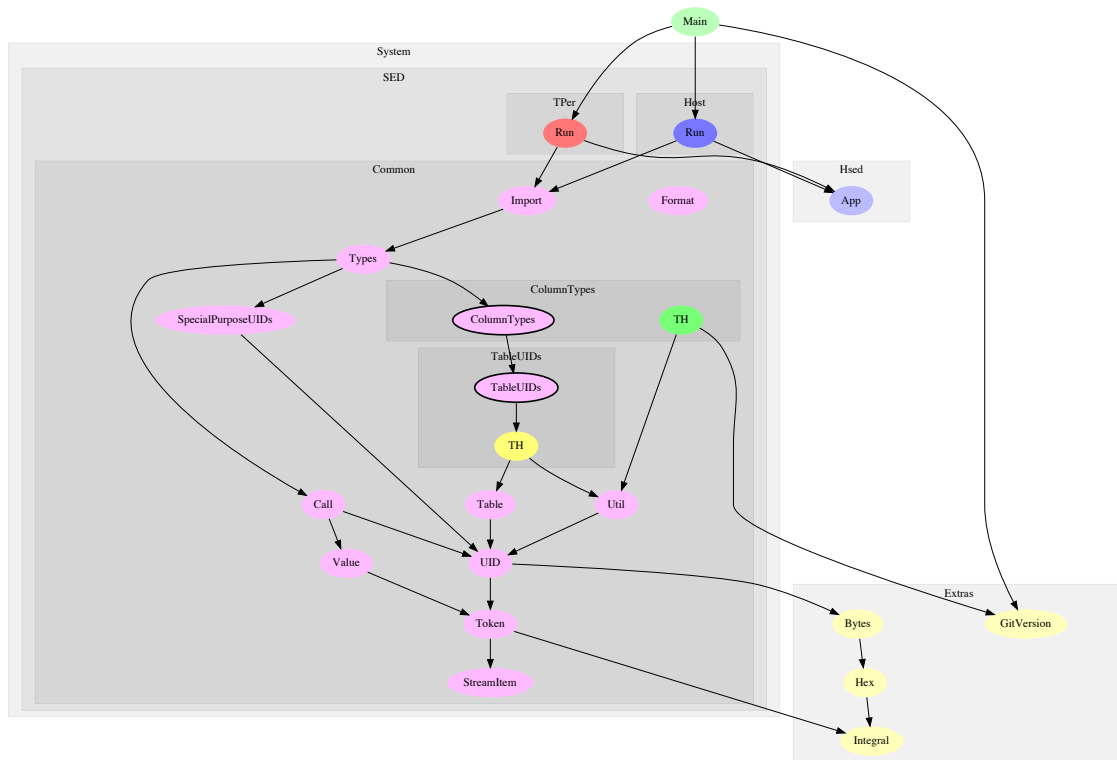 Main
System
SED
TPer
Host
Run
Run
Common
Hsed
Import
Format
App
Types
ColumnTypes
SpecialPurposeUIDs
ColumnTypes
TH
TableUIDs
TableUIDs
TH
Call
Table
Util
Value
UID
Extras
Token
Bytes
GitVersion
StreamItem
Hex
Integral